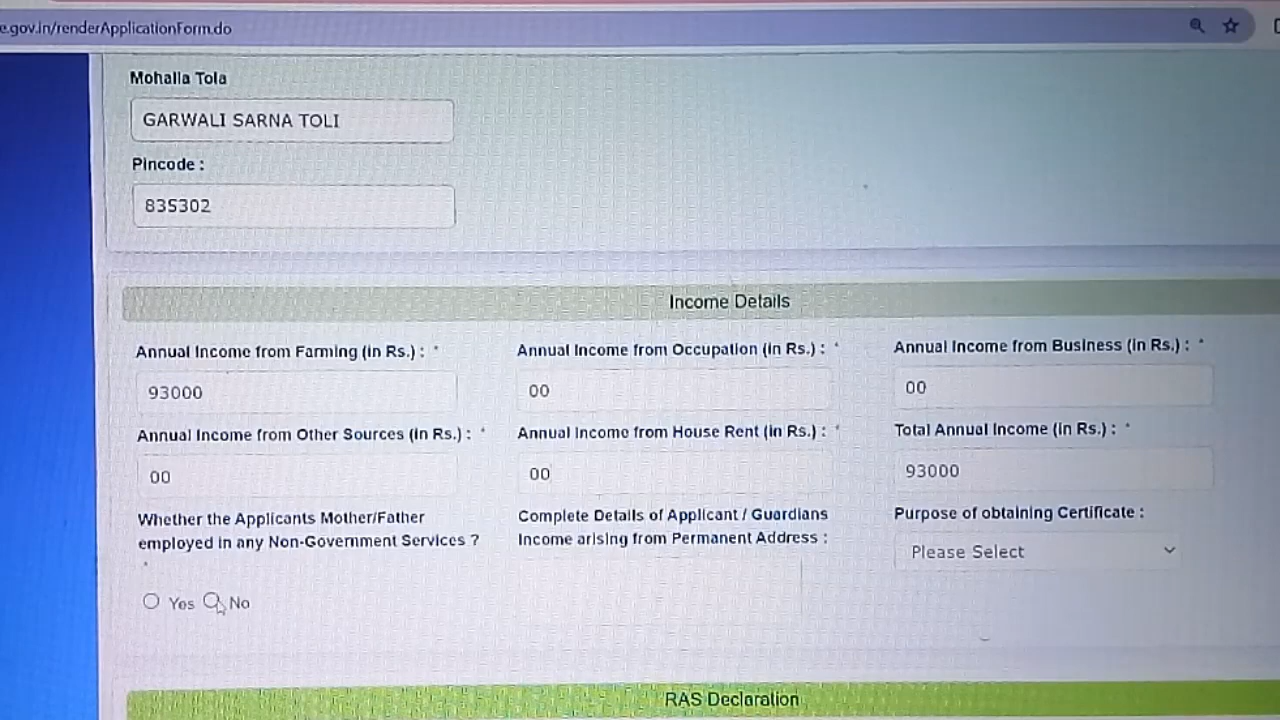 e.gov.in/renderApplicationForm.do
Mohalla Tola
GARWALI SARNA TOLI
Pincode :
835302
Income Details
Annual Income from Farming (in Rs.) : *
Annual Income from Occupation (in Rs.) : *
Annual Income from Business (in Rs.) : *
93000
00
00
Annual Income from Other Sources (in Rs.) : *
Annual Income from House Rent (in Rs.) : *
Total Annual Income (in Rs.) : *
00
00
93000
Whether the Applicants Mother/Father
employed in any Non-Government Services ?
*
Complete Details of Applicant / Guardians
Income arising from Permanent Address :
Purpose of obtaining Certificate :
Please Select
Yes No
RAS Declaration